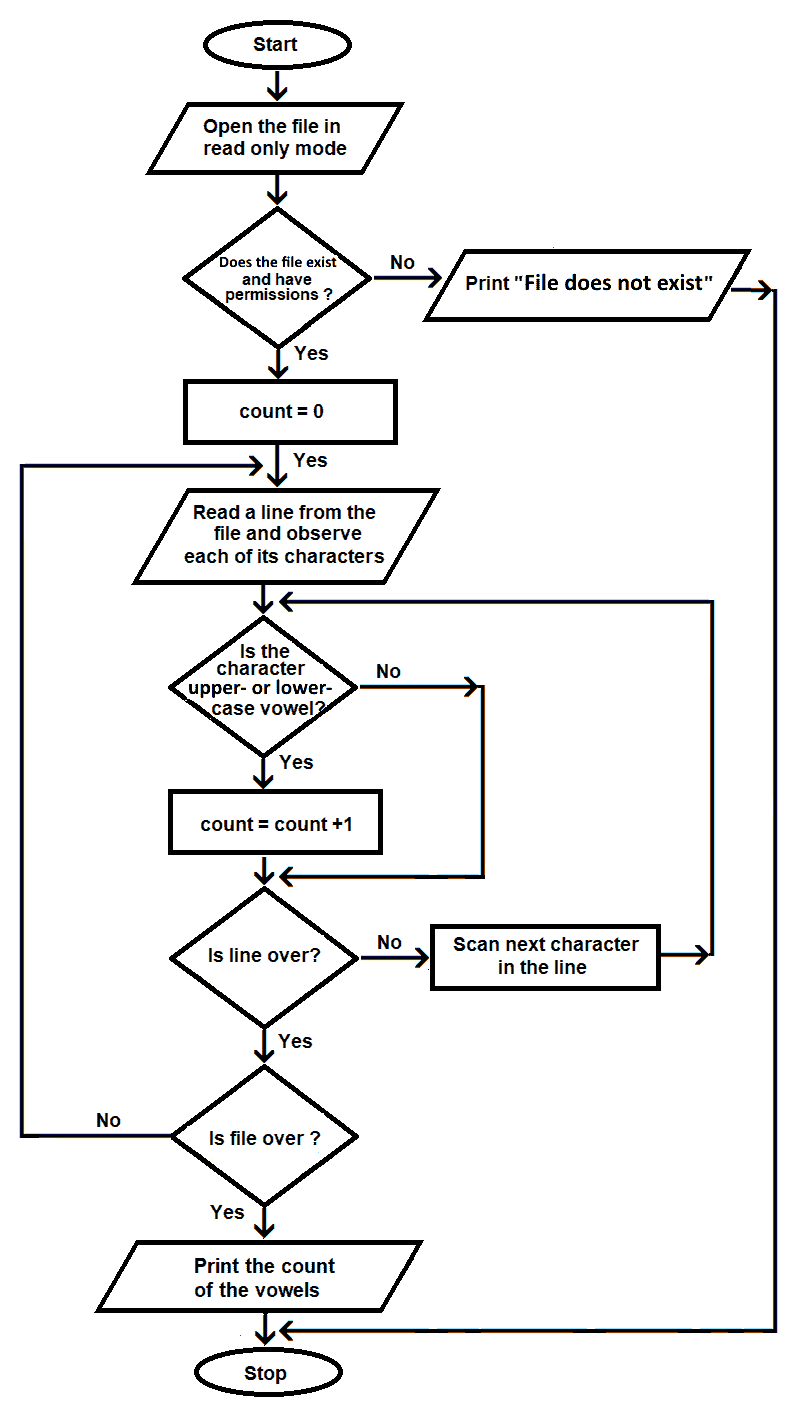 Start
Open the file in
read only mode
Does the file exist
and have
permissions ?
No
Print "File does not exist"
Yes
count = 0
Yes
Read a line from the
file and observe
each of its characters
Is the
character
upper- or lower-
case vowel?
No
Yes
count = count +1
Is line over?
No
Scan next character
in the line
Yes
Is file over ?
No
Yes
Print the count
of the vowels
Stop